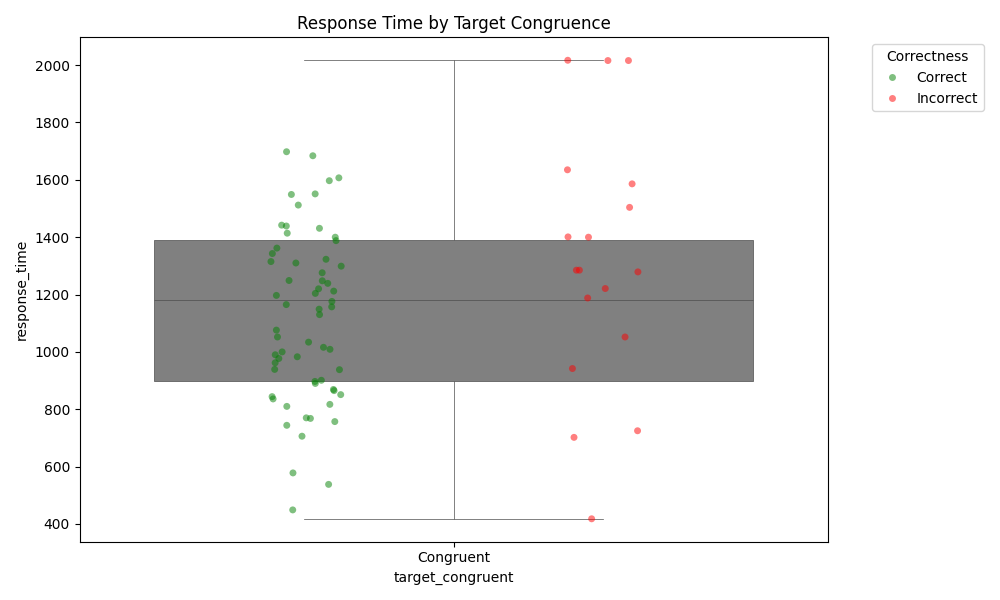 Response Time by Target Congruence
Correctness
Correct
Incorrect
response_time
2000
1800
1600
1400
1200
1000
800
600
400
Congruent
target_congruent